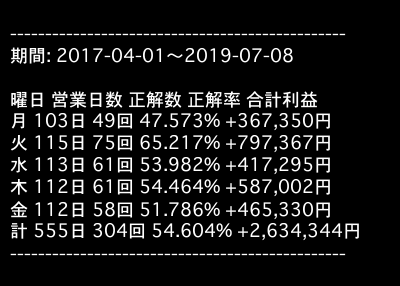 ------------------------------------------------
期間: 2017-04-01〜2019-07-08
曜日 営業日数 正解数 正解率 合計利益
月 103日 49回 47.573% +367,350円
火 115日 75回 65.217% +797,367円
水 113日 61回 53.982% +417,295円
木 112日 61回 54.464% +587,002円
金 112日 58回 51.786% +465,330円
計 555日 304回 54.604% +2,634,344円
------------------------------------------------